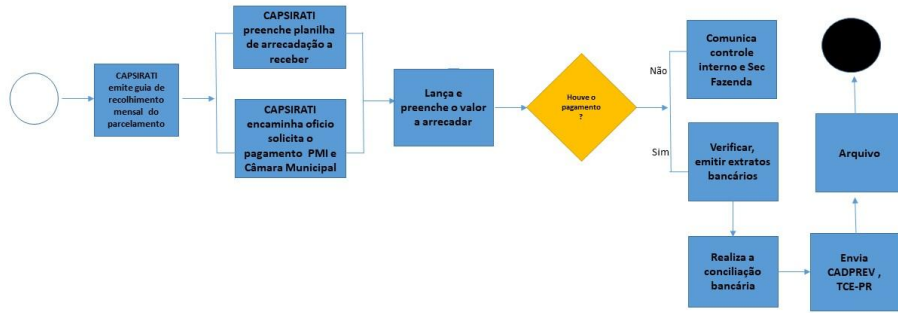 CAPSIRATI
emite guia de
recolhimento
mensal do
parcelamento
CAPSIRATI
preenche planilha
de arrecadação a
receber
CAPSIRATI
encaminha oficio
solicita o
pagamento PMI e
Câmara Municipal
Lança e
preenche o valor
a arrecadar
Houve o
pagamento
?
Não
Comunica
controle
interno e Sec
Fazenda
Sim
Verificar,
emitir extratos
bancários
Realiza a
conciliação
bancária
Envia
CADPREV ,
TCE-PR
Arquivo